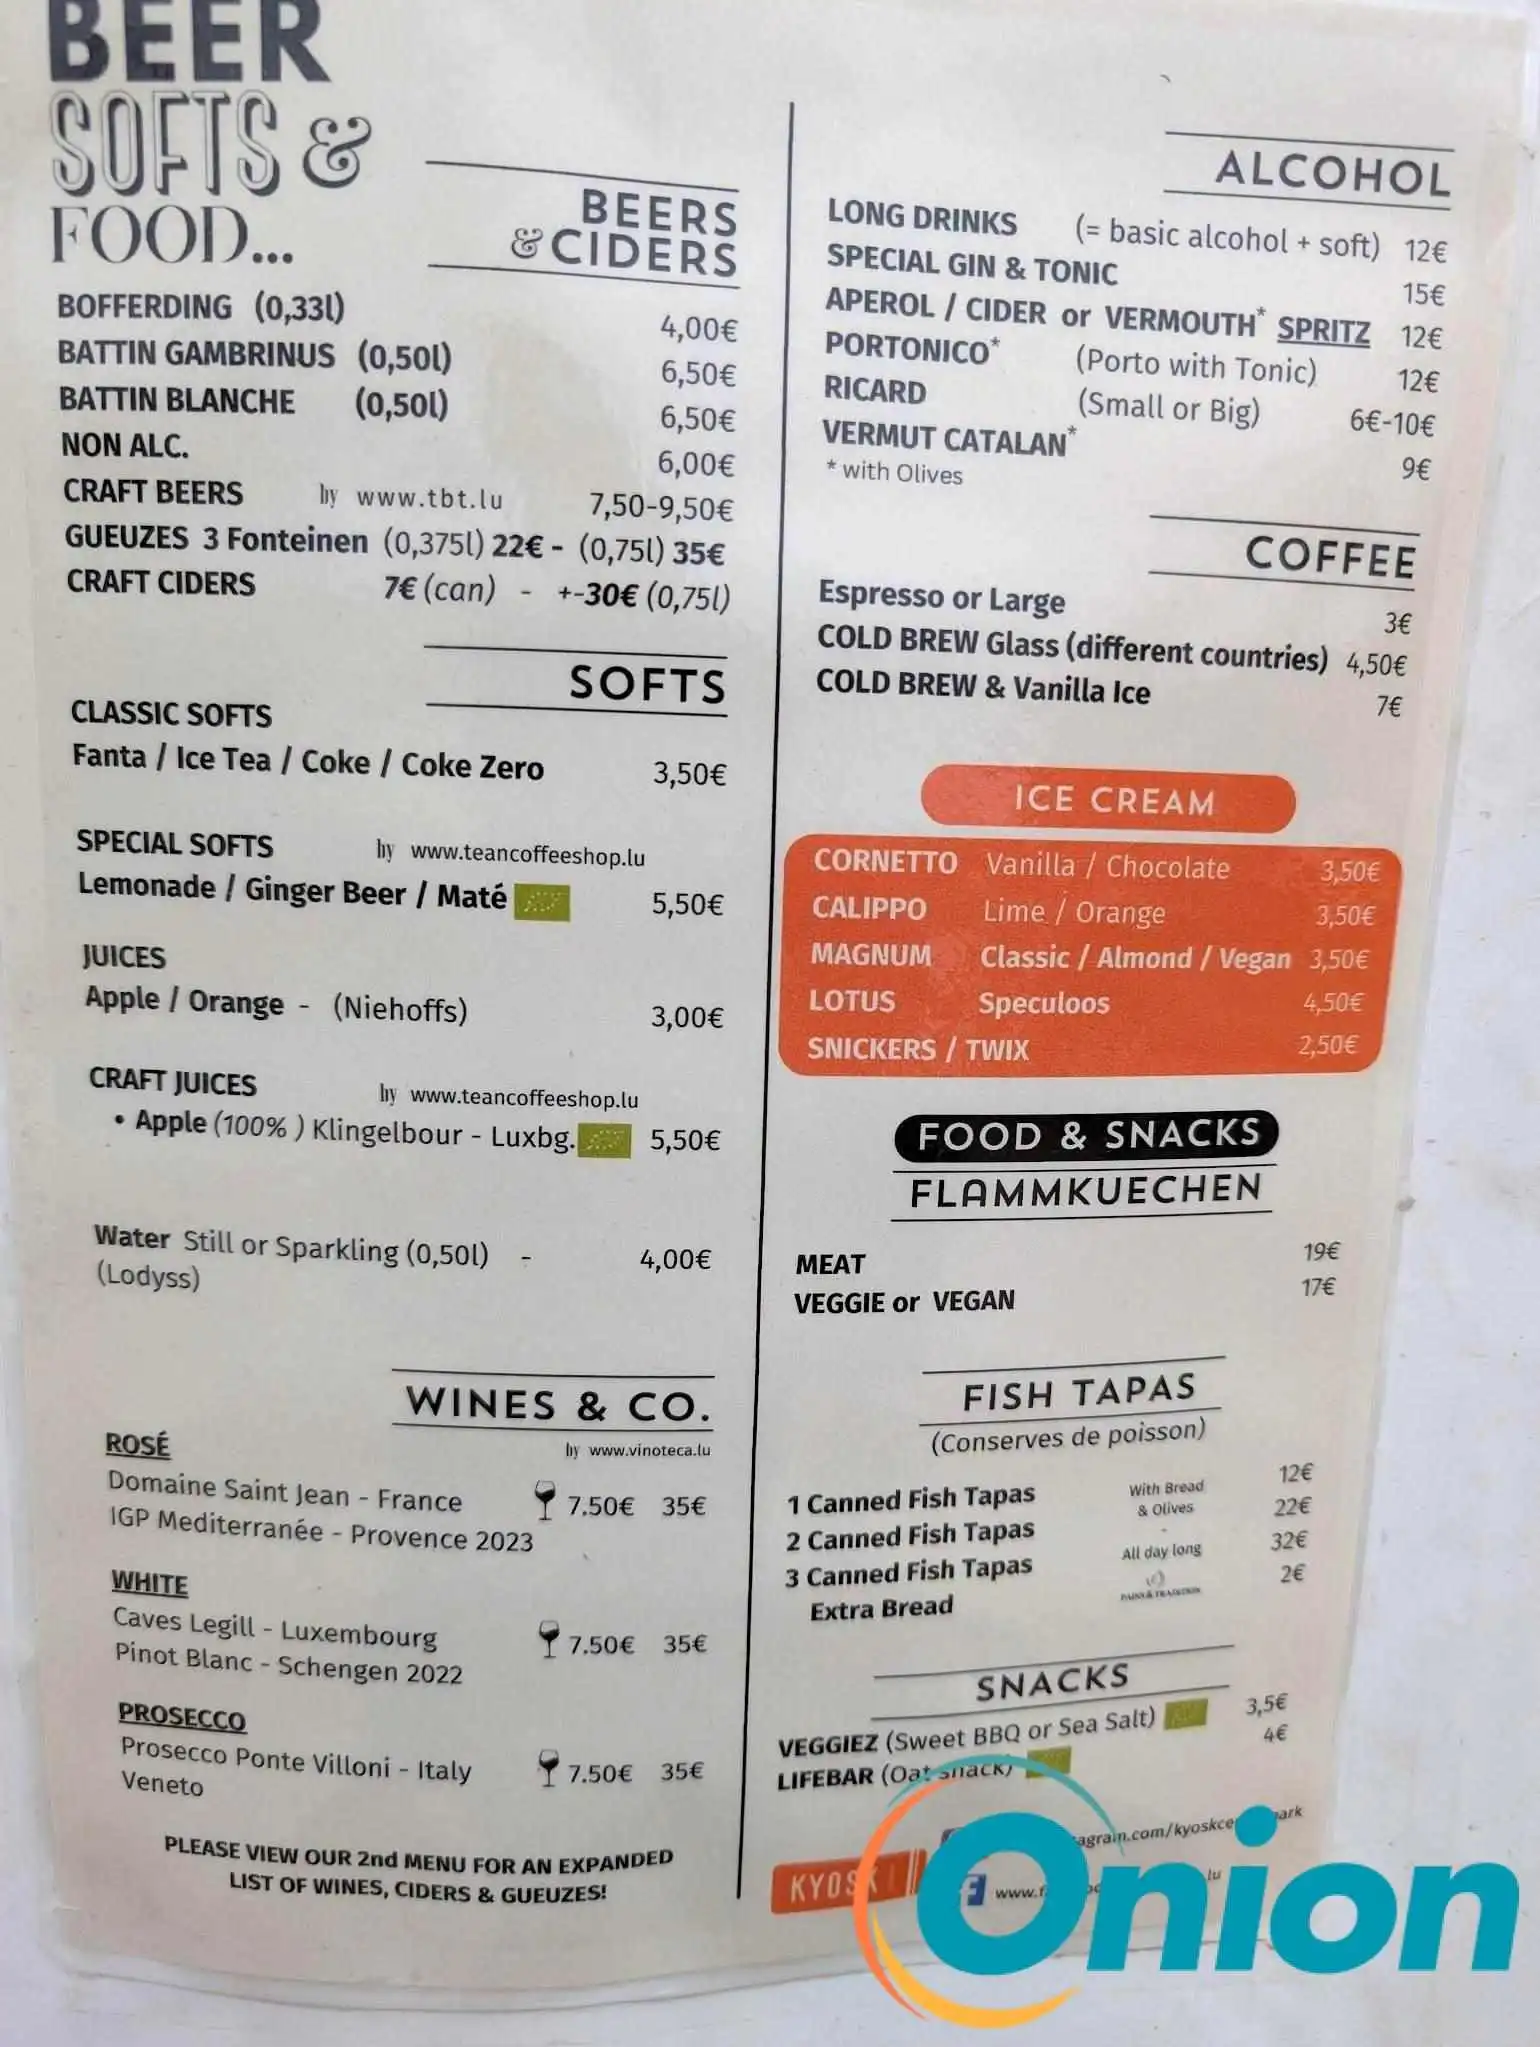 BEER
SOFTS &
FOOD...
BEERS
& CIDERS
BOFFERDING (0,33l) 4,00€
BATTIN GAMBRINUS (0,50l) 6,50€
BATTIN BLANCHE (0,50l) 6,50€
NON ALC. 6,00€
CRAFT BEERS by www.tbt.lu 7,50-9,50€
GUEUZES 3 Fonteinen (0,375l) 22€ - (0,75l) 35€
CRAFT CIDERS 7€ (can) - +-30€ (0,75l)
SOFTS
CLASSIC SOFTS
Fanta / Ice Tea / Coke / Coke Zero 3,50€
SPECIAL SOFTS by www.teancoffeeshop.lu
Lemonade / Ginger Beer / Maté 5,50€
JUICES
Apple / Orange - (Niehoffs) 3,00€
CRAFT JUICES by www.teancoffeeshop.lu
• Apple (100% ) Klingelbour - Luxbg. 5,50€
Water Still or Sparkling (0,50l) - 4,00€
(Lodyss)
WINES & CO.
by www.vinoteca.lu
ROSÉ
Domaine Saint Jean - France 7.50€ 35€
IGP Mediterranée - Provence 2023
WHITE
Caves Legill - Luxembourg 7.50€ 35€
Pinot Blanc - Schengen 2022
PROSECCO
Prosecco Ponte Villoni - Italy 7.50€ 35€
Veneto
PLEASE VIEW OUR 2nd MENU FOR AN EXPANDED
LIST OF WINES, CIDERS & GUEUZES!
ALCOHOL
LONG DRINKS (= basic alcohol + soft) 12€
SPECIAL GIN & TONIC 15€
APEROL / CIDER or VERMOUTH* SPRITZ 12€
PORTONICO* (Porto with Tonic) 12€
RICARD (Small or Big) 6€-10€
VERMUT CATALAN* 9€
* with Olives
COFFEE
Espresso or Large 3€
COLD BREW Glass (different countries) 4,50€
COLD BREW & Vanilla Ice 7€
ICE CREAM
CORNETTO Vanilla / Chocolate 3,50€
CALIPPO Lime / Orange 3,50€
MAGNUM Classic / Almond / Vegan 3,50€
LOTUS Speculoos 4,50€
SNICKERS / TWIX 2,50€
FOOD & SNACKS
FLAMMKUECHEN
MEAT 19€
VEGGIE or VEGAN 17€
FISH TAPAS
(Conserves de poisson)
1 Canned Fish Tapas With Bread 12€
& Olives
2 Canned Fish Tapas - 22€
3 Canned Fish Tapas All day long 32€
Extra Bread 2€
PAINS & TRADITION
SNACKS
VEGGIEZ (Sweet BBQ or Sea Salt) 3,5€
LIFEBAR (Oat snack) 4€
agram.com/kyoskce ark
KYOSK
f www.f lu
Onion